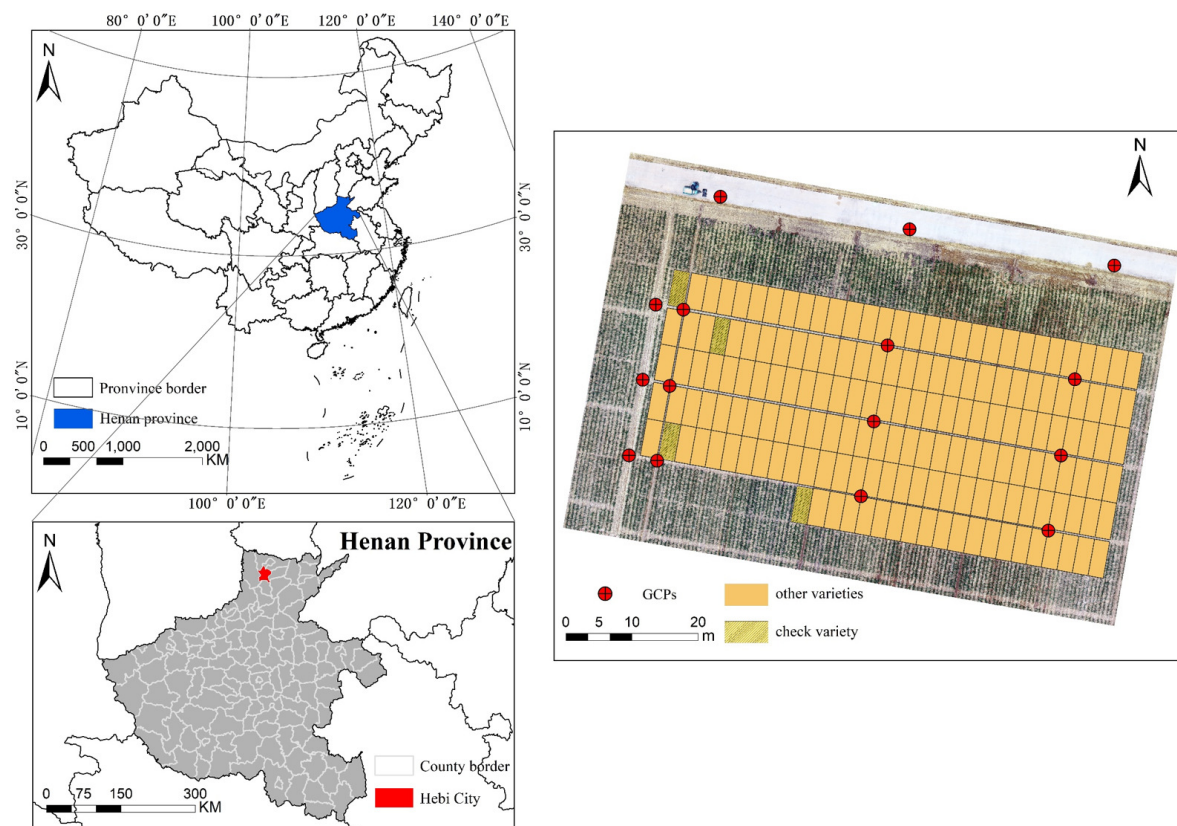 80° 0′0″E
100° 0′0″E
120° 0′0″E
140° 0′0″E
N
30° 0′0″N
30° 0′0″N
10° 0′0″N
10° 0′0″N
Pronvince border
Henan province
0 500 1,000 2,000
KM
100° 0′0″E
120° 0′0″E
N
Henan Province
County border
Hebi City
0 75 150 300
KM
N
GCPs
other varieties
check variety
0 5 10 20
m